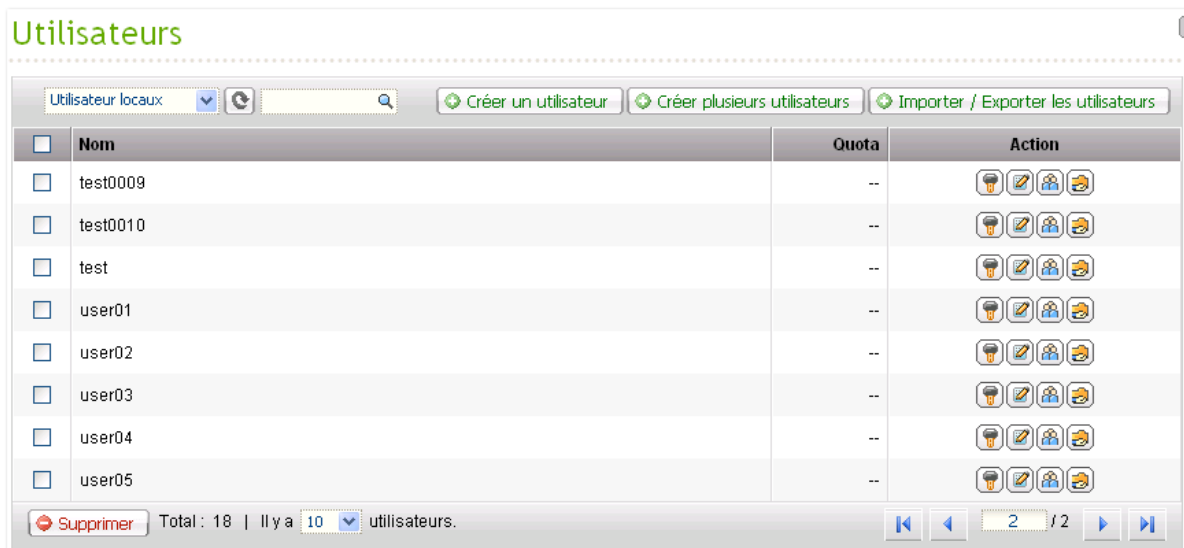 Utilisateurs
Utilisateur locaux Créer un utilisateur Créer plusieurs utilisateurs Importer / Exporter les utilisateurs
Nom Quota Action
test0009 --
test0010 --
test --
user01 --
user02 --
user03 --
user04 --
user05 --
Supprimer Total : 18 | Il y a 10 utilisateurs. 2 / 2